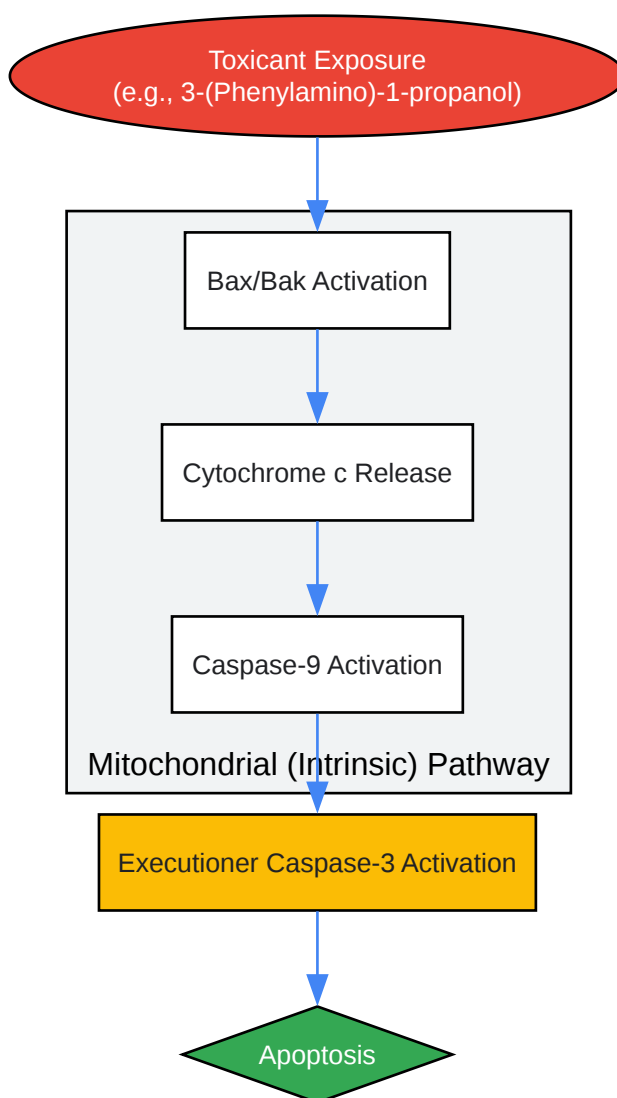 Toxicant Exposure
(e.g., 3-(Phenylamino)-1-propanol)
Bax/Bak Activation
Cytochrome c Release
Caspase-9 Activation
Mitochondrial (Intrinsic) Pathway
Executioner Caspase-3 Activation
Apoptosis